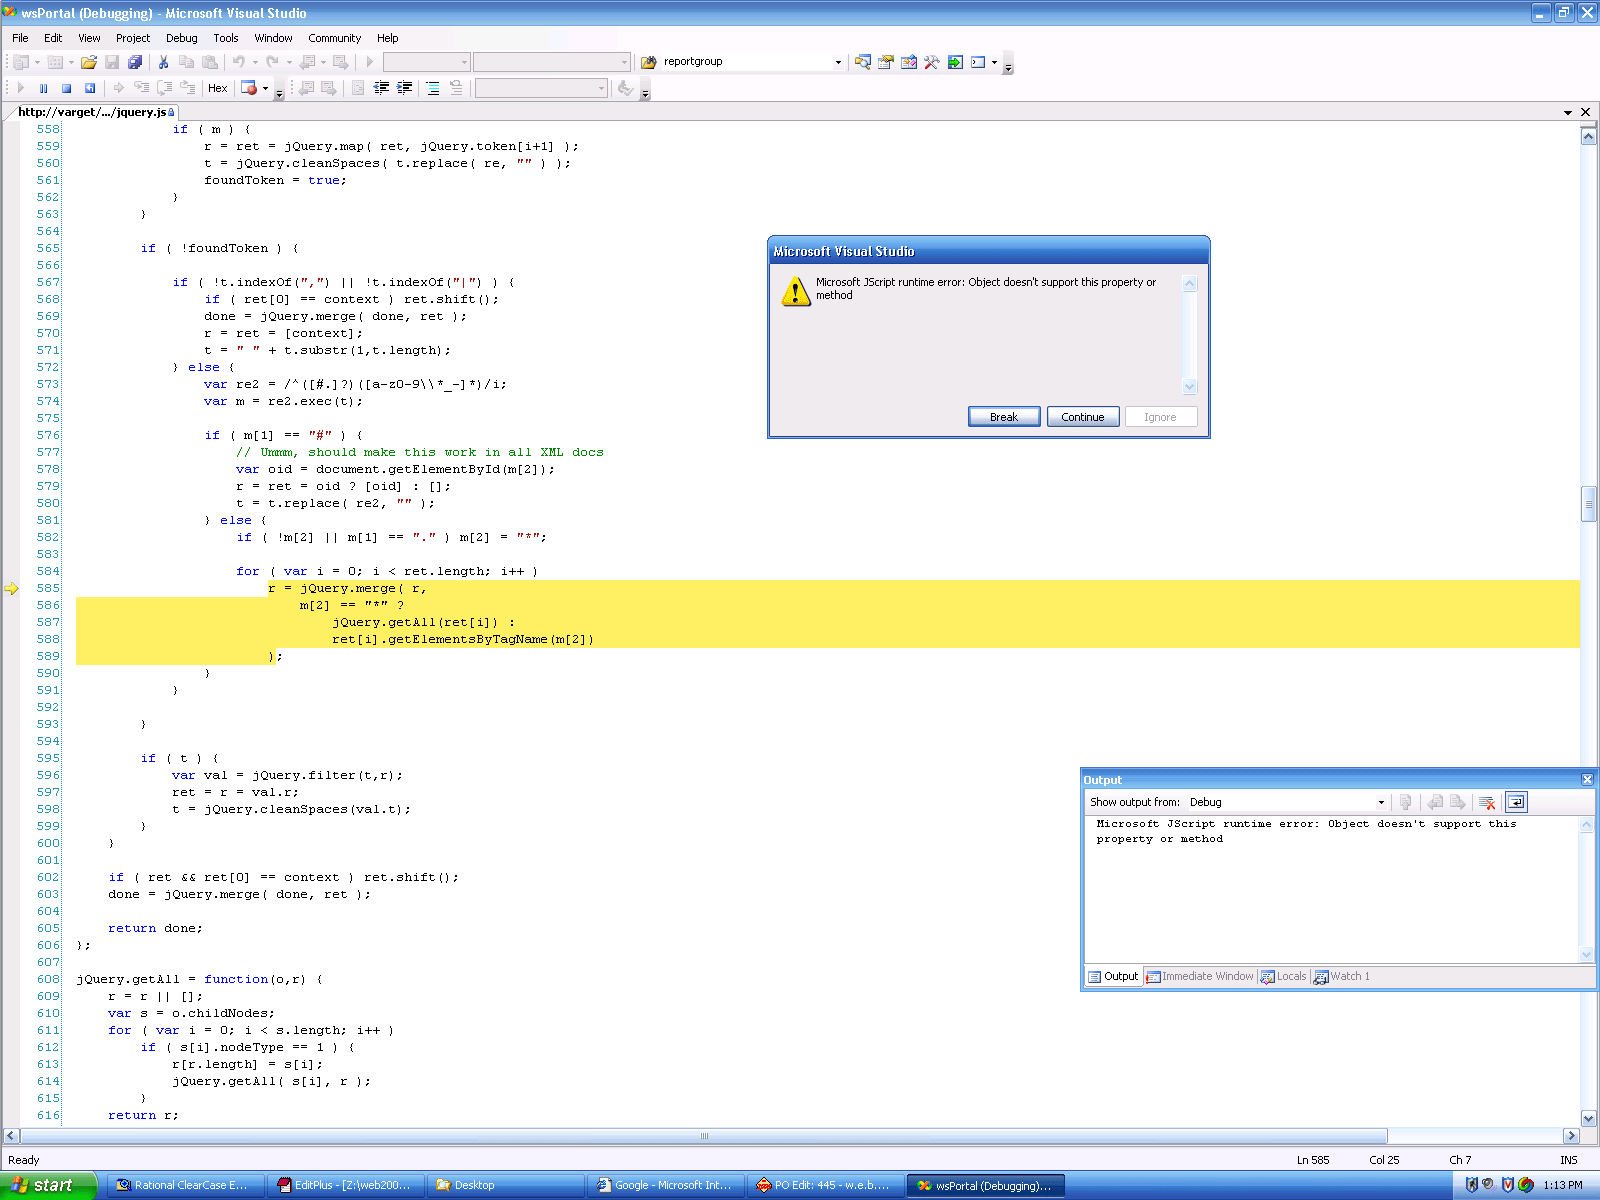 wsPortal (Debugging) - Microsoft Visual Studio
File Edit View Project Debug Tools Window Community Help
reportgroup
Hex
http://varget/.../jquery.js
558 if ( m ) {
559 r = ret = jQuery.map( ret, jQuery.token[i+1] );
560 t = jQuery.cleanSpaces( t.replace( re, "" ) );
561 foundToken = true;
562 }
563 }
564
565 if ( !foundToken ) {
566
567 if ( !t.indexOf(",") || !t.indexOf("|") ) {
568 if ( ret[0] == context ) ret.shift();
569 done = jQuery.merge( done, ret );
570 r = ret = [context];
571 t = " " + t.substr(1,t.length);
572 } else {
573 var re2 = /^([#.]?)([a-z0-9\\*_-]*)/i;
574 var m = re2.exec(t);
575
576 if ( m[1] == "#" ) {
577 // Ummm, should make this work in all XML docs
578 var oid = document.getElementById(m[2]);
579 r = ret = oid ? [oid] : [];
580 t = t.replace( re2, "" );
581 } else {
582 if ( !m[2] || m[1] == "." ) m[2] = "*";
583
584 for ( var i = 0; i < ret.length; i++ )
585 r = jQuery.merge( r,
586 m[2] == "*" ?
587 jQuery.getAll(ret[i]) :
588 ret[i].getElementsByTagName(m[2])
589 );
590 }
591 }
592
593 }
594
595 if ( t ) {
596 var val = jQuery.filter(t,r);
597 ret = r = val.r;
598 t = jQuery.cleanSpaces(val.t);
599 }
600 }
601
602 if ( ret && ret[0] == context ) ret.shift();
603 done = jQuery.merge( done, ret );
604
605 return done;
606 };
607
608 jQuery.getAll = function(o,r) {
609 r = r || [];
610 var s = o.childNodes;
611 for ( var i = 0; i < s.length; i++ )
612 if ( s[i].nodeType == 1 ) {
613 r[r.length] = s[i];
614 jQuery.getAll( s[i], r );
615 }
616 return r;
Microsoft Visual Studio
Microsoft JScript runtime error: Object doesn't support this property or
method
Break Continue Ignore
Output
Show output from: Debug
Microsoft JScript runtime error: Object doesn't support this
property or method
Output Immediate Window Locals Watch 1
Ready Ln 585 Col 25 Ch 7 INS
start Rational ClearCase E... EditPlus - [Z:\web200... Desktop Google - Microsoft Int... PO Edit: 445 - w.e.b.... wsPortal (Debugging)... 1:13 PM